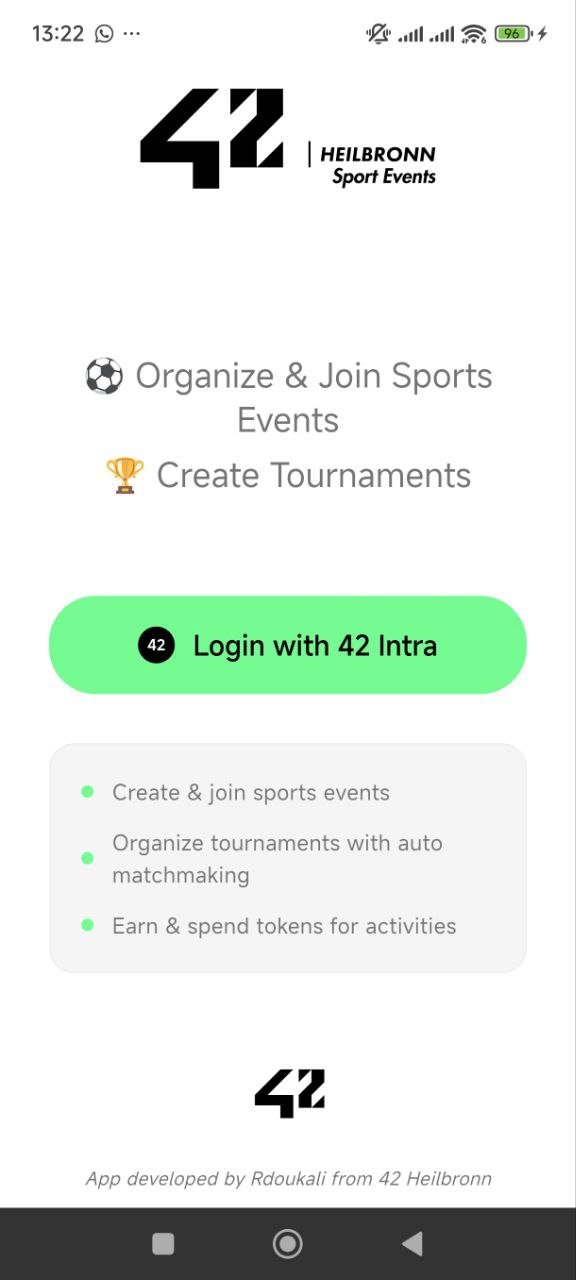 13:22
96
42
HEILBRONN
Sport Events
⚽ Organize & Join Sports
Events
🏆 Create Tournaments
42 Login with 42 Intra
Create & join sports events
Organize tournaments with auto
matchmaking
Earn & spend tokens for activities
42
App developed by Rdoukali from 42 Heilbronn